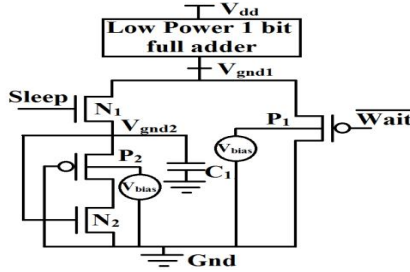 Vdd
Low Power 1 bit
full adder
Vgnd1
Sleep
N1
P1
Wait
Vgnd2
P2
Vbias
C1
Vbias
N2
Gnd